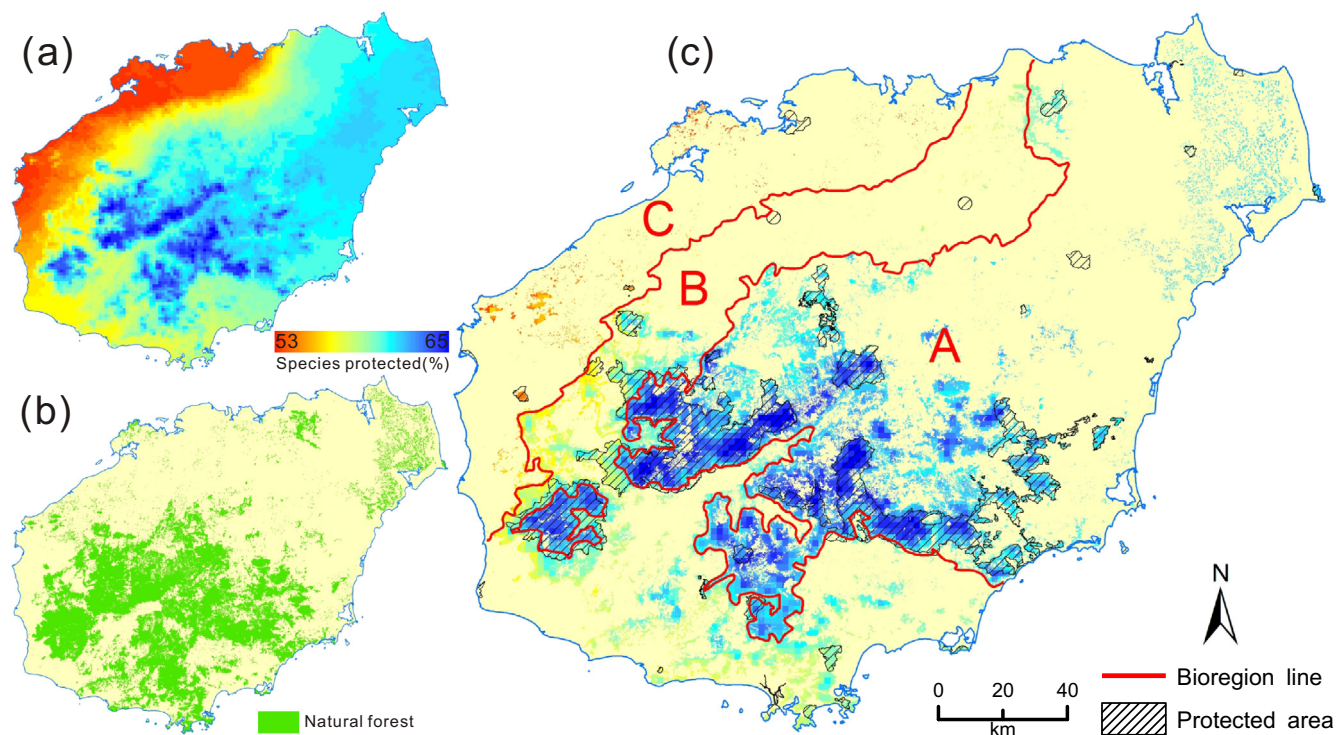 (a)
53 65
Species protected(%)
(b)
Natural forest
(c)
C
B
A
N
0 20 40
km
Bioregion line
Protected area